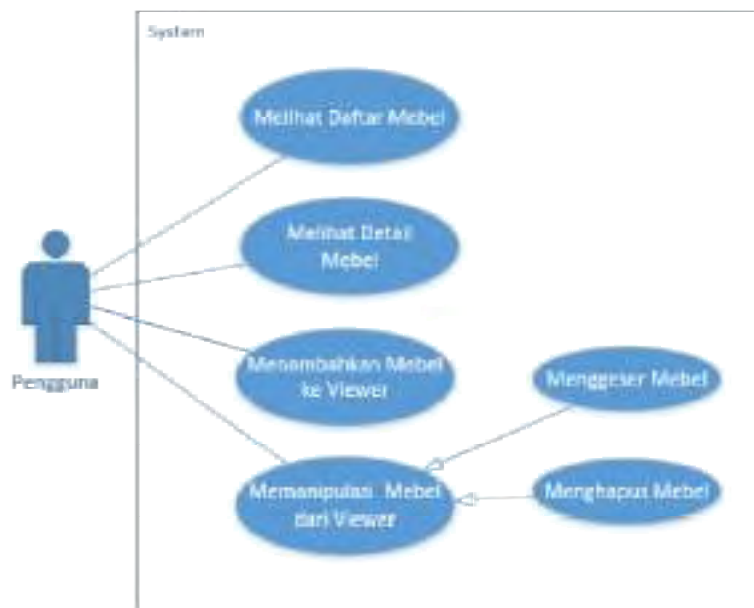 System
Melihat Daftar Mebel
Melihat Detail
Mebel
Pengguna
Menambahkan Mebel
ke Viewer
Menggeser Mebel
Memanipulasi Mebel
dari Viewer
Menghapus Mebel